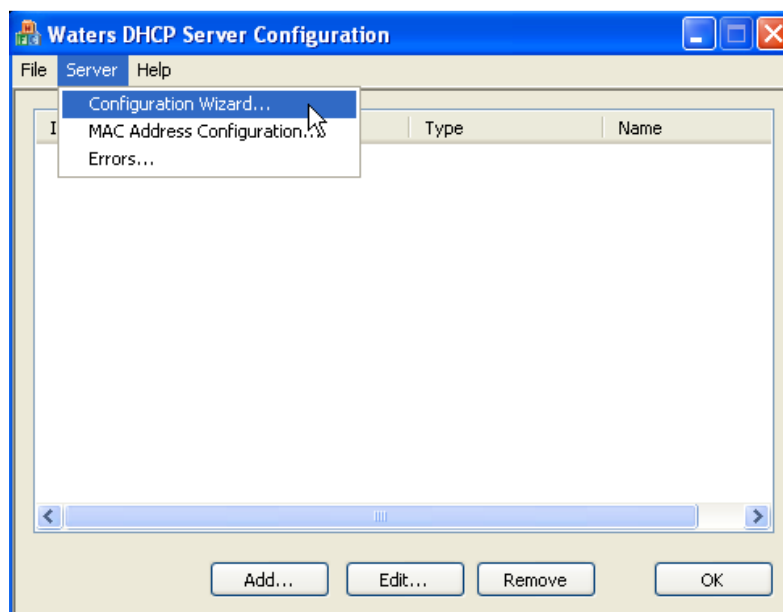 Waters DHCP Server Configuration
File Server Help
Configuration Wizard...
MAC Address Configuration...
Errors...
Type Name
Add... Edit... Remove OK